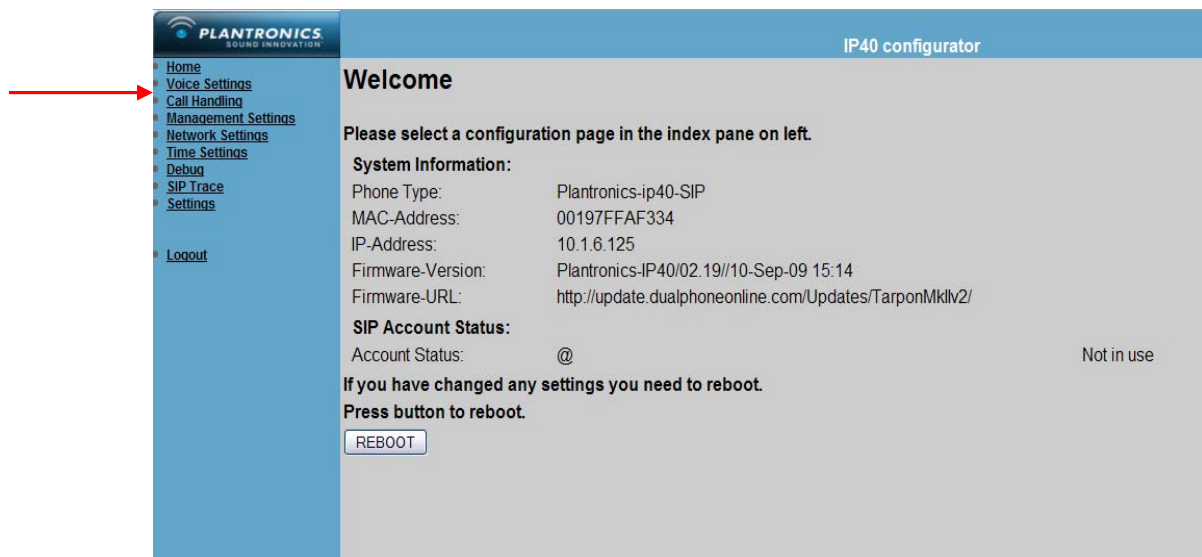 PLANTRONICS.
SOUND INNOVATION
IP40 configurator
Home
Voice Settings
Call Handling
Management Settings
Network Settings
Time Settings
Debug
SIP Trace
Settings
Logout
Welcome
Please select a configuration page in the index pane on left.
System Information:
Phone Type: Plantronics-ip40-SIP
MAC-Address: 00197FFAF334
IP-Address: 10.1.6.125
Firmware-Version: Plantronics-IP40/02.19//10-Sep-09 15:14
Firmware-URL: http://update.dualphoneonline.com/Updates/TarponMkIIv2/
SIP Account Status:
Account Status: @ Not in use
If you have changed any settings you need to reboot.
Press button to reboot.
REBOOT